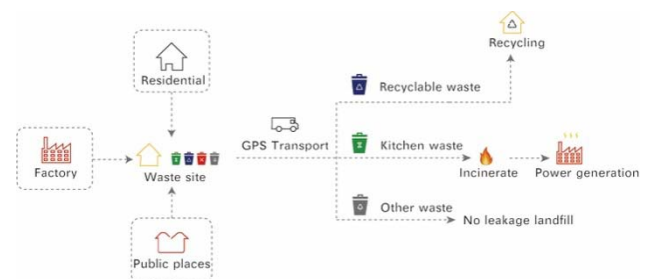 Recycling
Residential
Recyclable waste
GPS Transport
Kitchen waste
Factory
Waste site
Incinerate
Power generation
Other waste
No leakage landfill
Public places